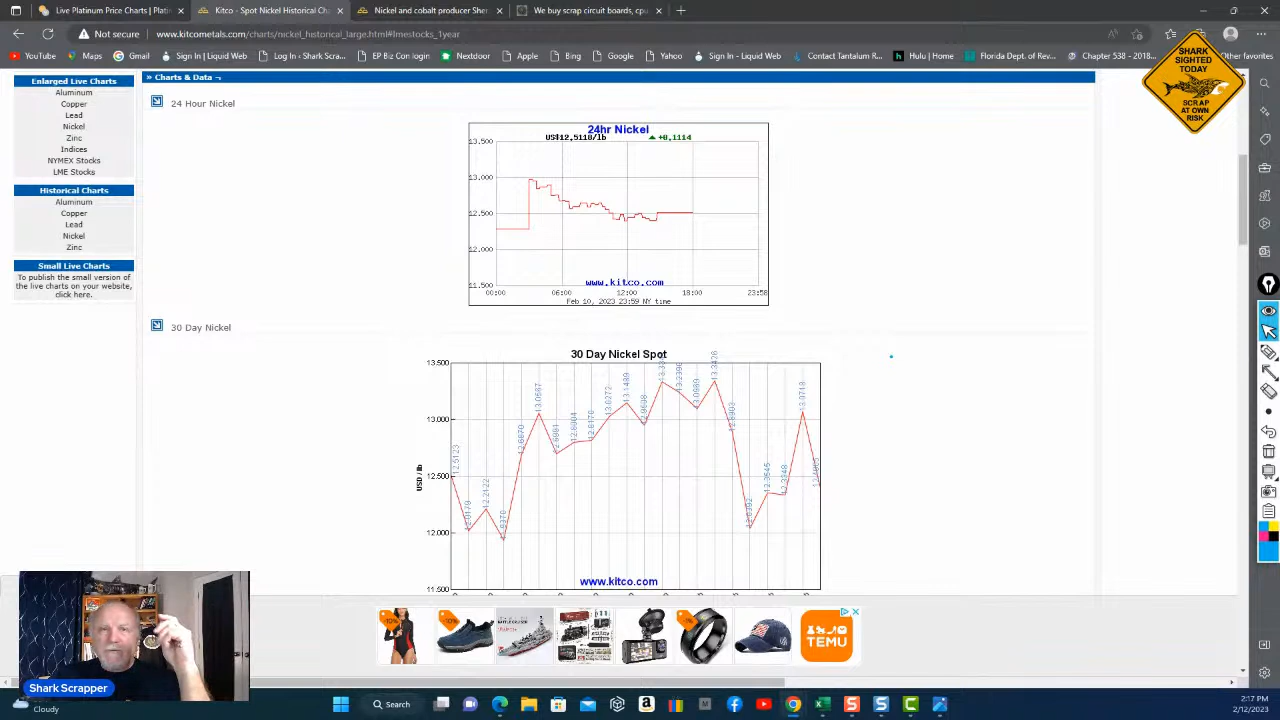 Live Platinum Price Charts | Platin
Kitco - Spot Nickel Historical Ch
Nickel and cobalt producer She
We buy scrap circuit boards, cpu
Not secure
www.kitcometals.com/charts/nickel_historical_large.html#lmestocks_1year
YouTube
Maps
Gmail
Sign In | Liquid Web
Log In ‹ Shark Scra...
EP Biz Con login
Nextdoor
Apple
Bing
Google
Yahoo
Sign in | Liquid Web
Contact Tantalum R...
Hulu | Home
Florida Dept. of Rev...
Chapter 538 - 2018...
Other favorites
SHARK
SIGHTED
TODAY
SCRAP
AT OWN
RISK
Enlarged Live Charts
Aluminum
Copper
Lead
Nickel
Zinc
Indices
NYMEX Stocks
LME Stocks
Historical Charts
Aluminum
Copper
Lead
Nickel
Zinc
Small Live Charts
To publish the small version of
the live charts on your website,
click here.
» Charts & Data ¬
24 Hour Nickel
24hr Nickel
US$12.5118/lb
+0.1114
13.500
13.000
12.500
12.000
11.500
www.kitco.com
00:00 06:00 12:00 18:00 23:58
Feb 10, 2023 23:59 NY time
30 Day Nickel
30 Day Nickel Spot
13.500
13.000
12.500
12.000
11.500
USD / lb
12.5123
12.2122
13.0567
www.kitco.com
TEMU
Shark Scrapper
Cloudy
Search
2:17 PM
2/12/2023